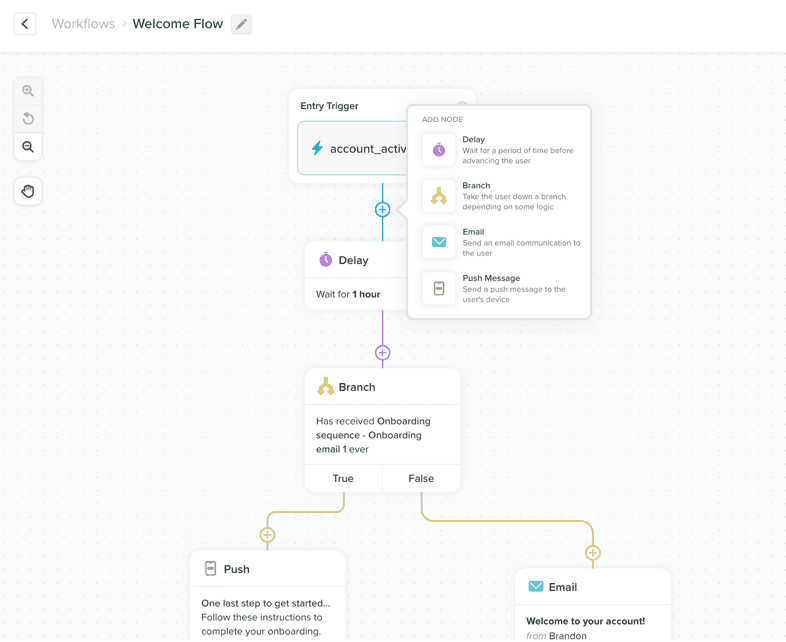 Workflows › Welcome Flow
Entry Trigger
account_activ
ADD NODE
Delay
Wait for a period of time before
advancing the user
Branch
Take the user down a branch
depending on some logic
Email
Send an email communication to
the user
Push Message
Send a push message to the
user's device
Delay
Wait for 1 hour
Branch
Has received Onboarding
sequence - Onboarding
email 1 ever
True False
Push
One last step to get started...
Follow these instructions to
complete your onboarding.
Email
Welcome to your account!
from Brandon